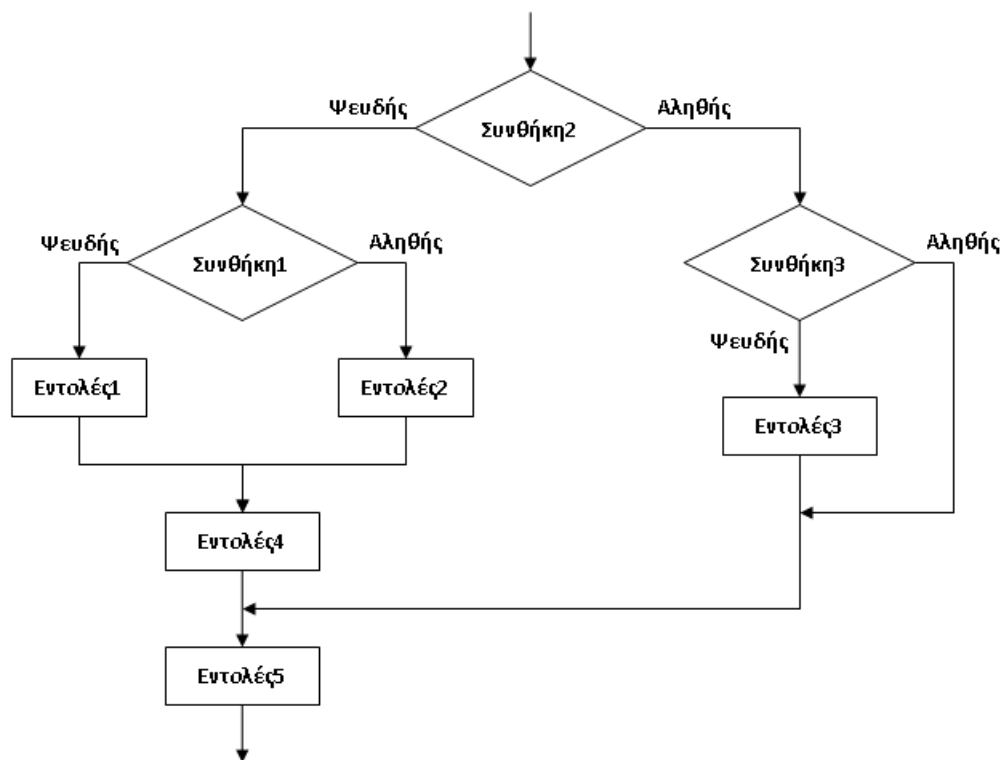 Ψευδής
Αληθής
Συνθήκη2
Ψευδής
Αληθής
Συνθήκη1
Αληθής
Συνθήκη3
Ψευδής
Εντολές1
Εντολές2
Εντολές3
Εντολές4
Εντολές5